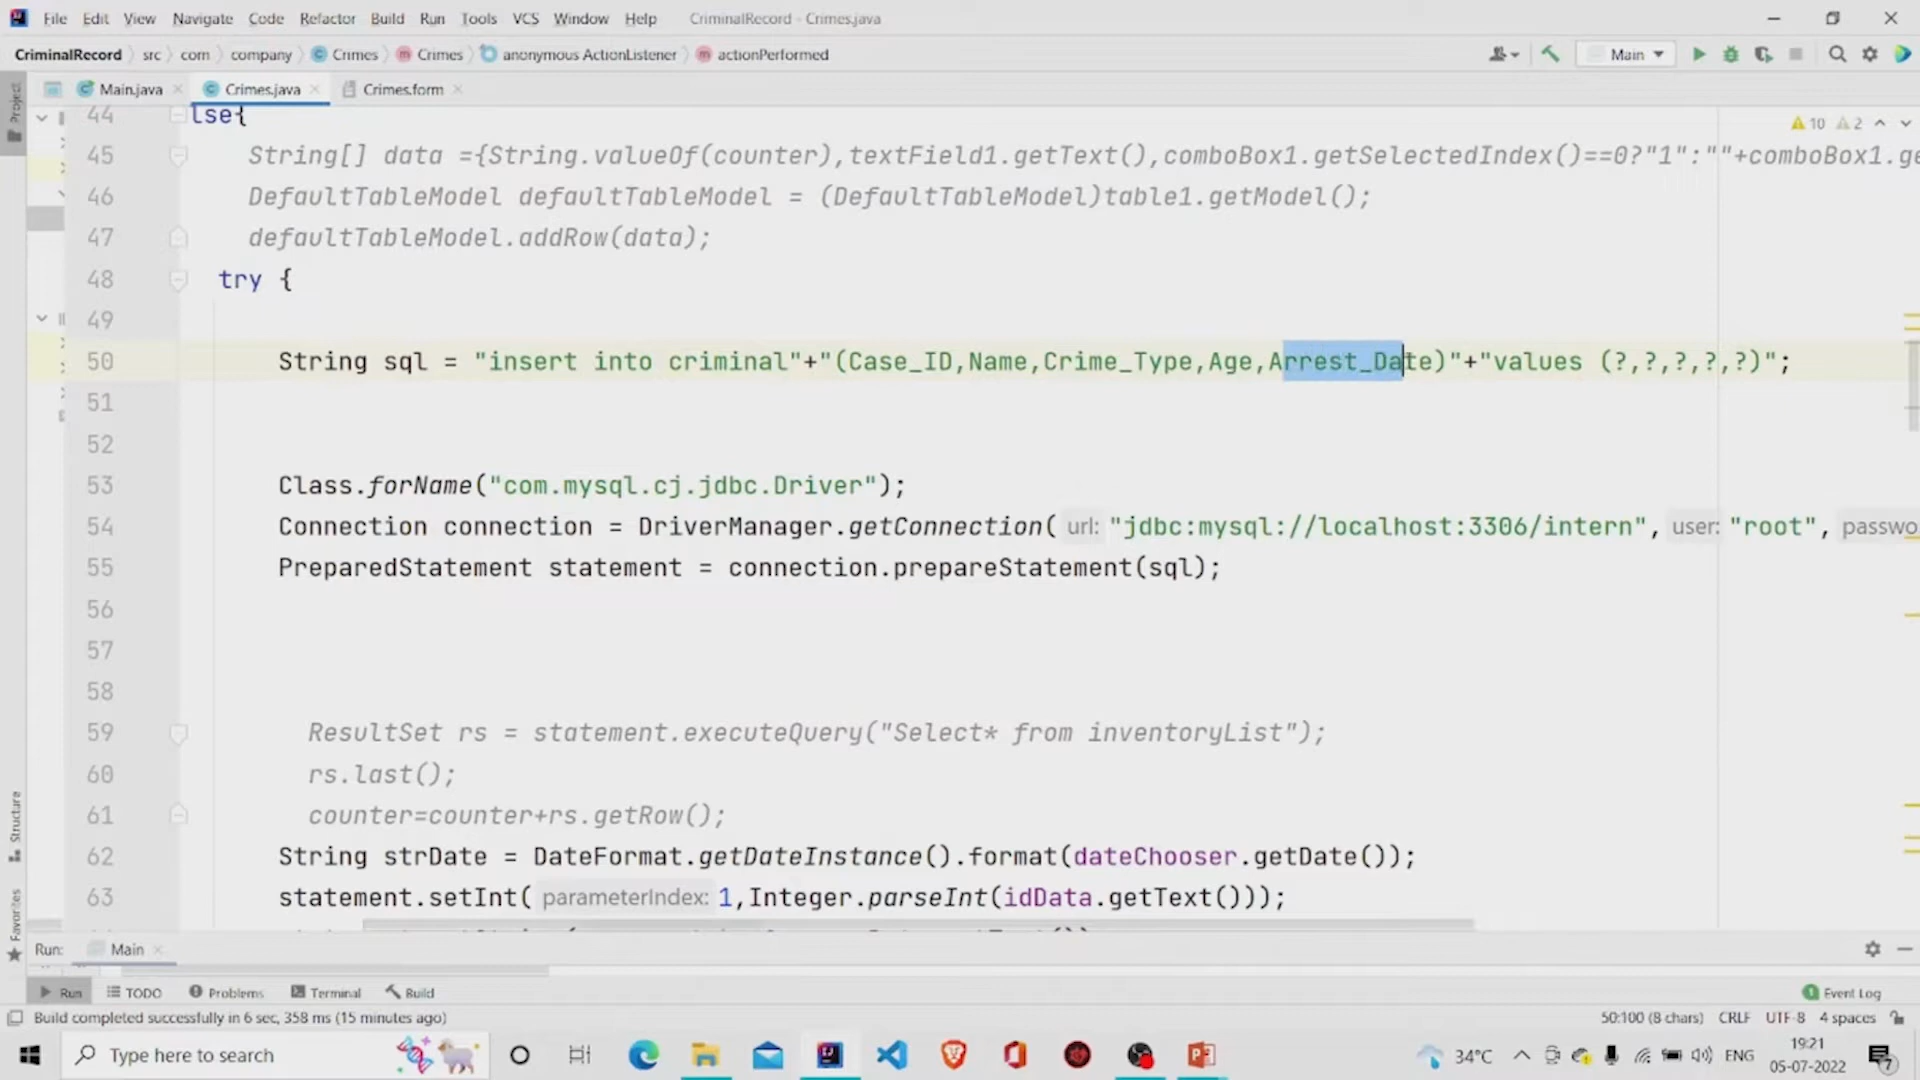 File Edit View Navigate Code Refactor Build Run Tools VCS Window Help CriminalRecord - Crimes.java
CriminalRecord src com company Crimes Crimes anonymous ActionListener actionPerformed Main
Project
Main.java Crimes.java Crimes.form
10 2
44 lse{
45 String[] data ={String.valueOf(counter),textField1.getText(),comboBox1.getSelectedIndex()==0?"1":""+comboBox1.ge
46 DefaultTableModel defaultTableModel = (DefaultTableModel)table1.getModel();
47 defaultTableModel.addRow(data);
48 try {
49
50 String sql = "insert into criminal"+"(Case_ID,Name,Crime_Type,Age,Arrest_Date)"+"values (?,?,?,?,?)";
51
52
53 Class.forName("com.mysql.cj.jdbc.Driver");
54 Connection connection = DriverManager.getConnection( url: "jdbc:mysql://localhost:3306/intern", user: "root", passwo
55 PreparedStatement statement = connection.prepareStatement(sql);
56
57
58
59 ResultSet rs = statement.executeQuery("Select* from inventoryList");
60 rs.last();
61 counter=counter+rs.getRow();
62 String strDate = DateFormat.getDateInstance().format(dateChooser.getDate());
63 statement.setInt( parameterIndex: 1,Integer.parseInt(idData.getText()));
Structure
Favorites
Run: Main
Run TODO Problems Terminal Build 1 Event Log
Build completed successfully in 6 sec, 358 ms (15 minutes ago) 50:100 (8 chars) CRLF UTF-8 4 spaces
Type here to search 34°C ENG 19:21
05-07-2022 7